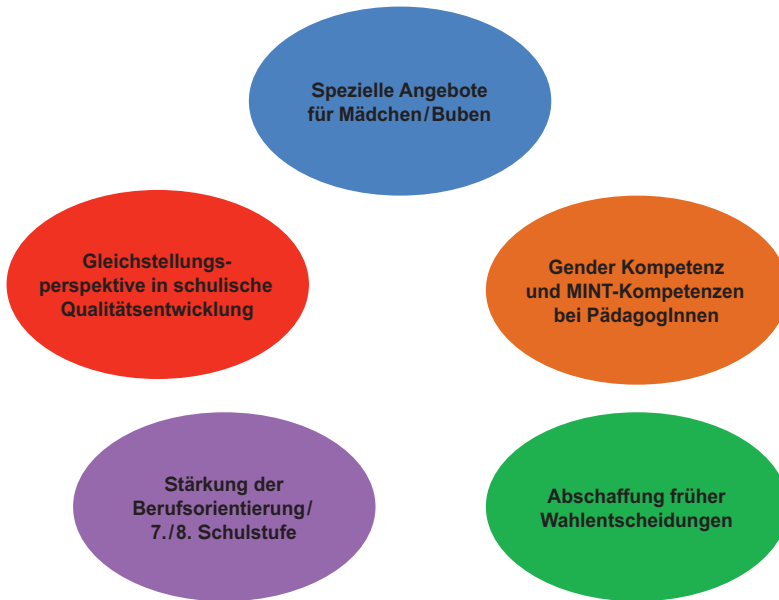 Spezielle Angebote
für Mädchen/Buben
Gleichstellungs-
perspektive in schulische
Qualitätsentwicklung
Gender Kompetenz
und MINT-Kompetenzen
bei PädagogInnen
Stärkung der
Berufsorientierung/
7./8. Schulstufe
Abschaffung früher
Wahlentscheidungen